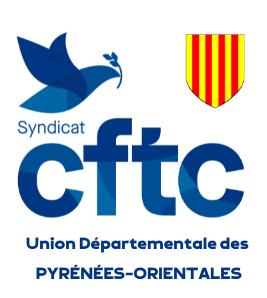 Syndicat
cftc
Union Départementale des
PYRÉNÉES-ORIENTALES